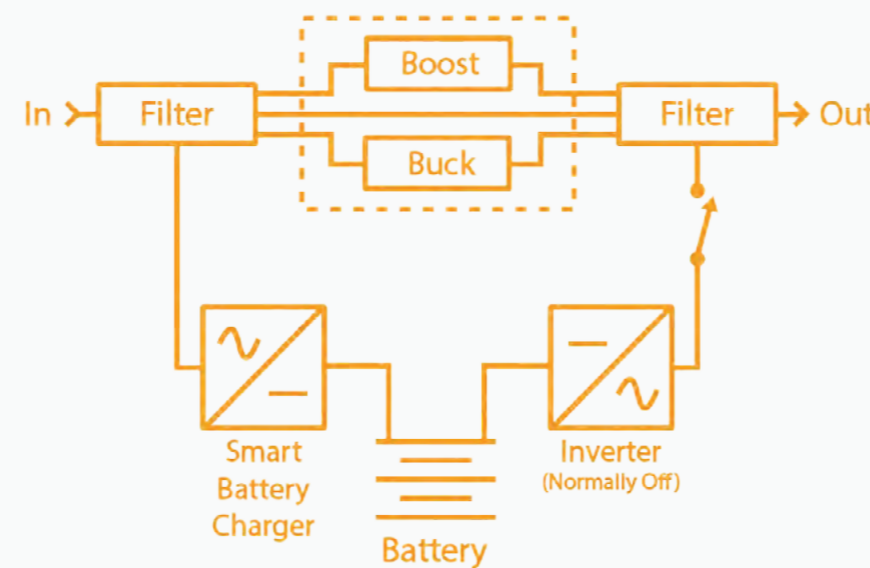 Boost
In
Filter
Filter
Out
Buck
Smart
Battery
Charger
Inverter
(Normally Off)
Battery